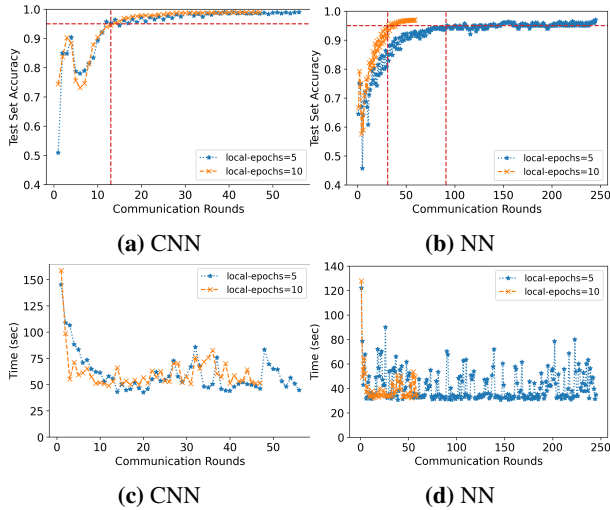 1.0
0.9
0.8
0.7
0.6
0.5
0.4
Test Set Accuracy
0 10 20 30 40 50
Communication Rounds
local-epochs=5
local-epochs=10
(a) CNN
1.0
0.9
0.8
0.7
0.6
0.5
0.4
Test Set Accuracy
0 50 100 150 200 250
Communication Rounds
local-epochs=5
local-epochs=10
(b) NN
150
125
100
75
50
25
0
Time (sec)
0 10 20 30 40 50
Communication Rounds
local-epochs=5
local-epochs=10
(c) CNN
140
120
100
80
60
40
20
0
Time (sec)
0 50 100 150 200 250
Communication Rounds
local-epochs=5
local-epochs=10
(d) NN